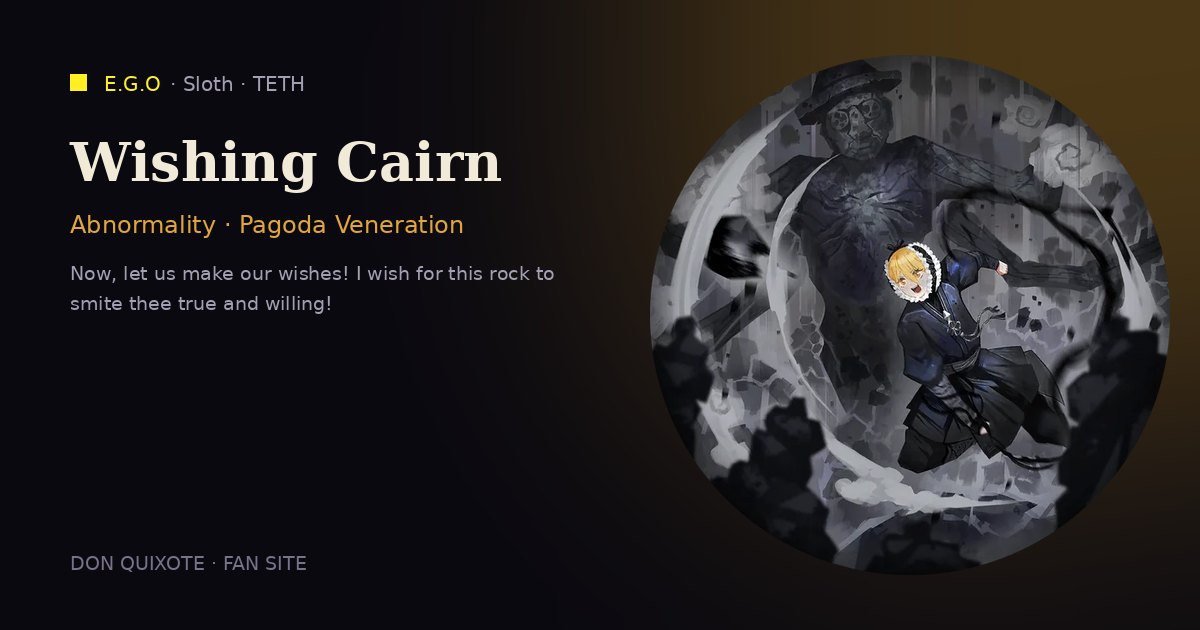 E.G.O · Sloth · TETH
Wishing Cairn
Abnormality · Pagoda Veneration
Now, let us make our wishes! I wish for this rock to
smite thee true and willing!
DON QUIXOTE · FAN SITE